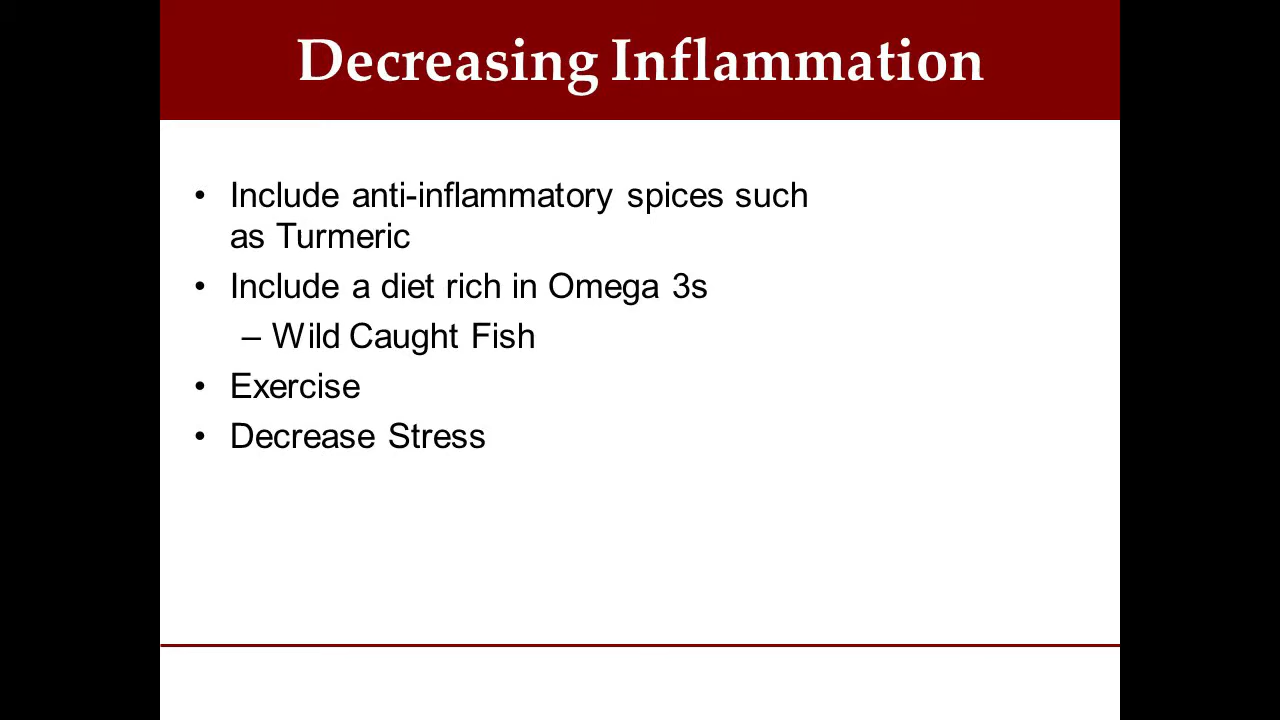 Decreasing Inflammation
• Include anti-inflammatory spices such
as Turmeric
• Include a diet rich in Omega 3s
– Wild Caught Fish
• Exercise
• Decrease Stress